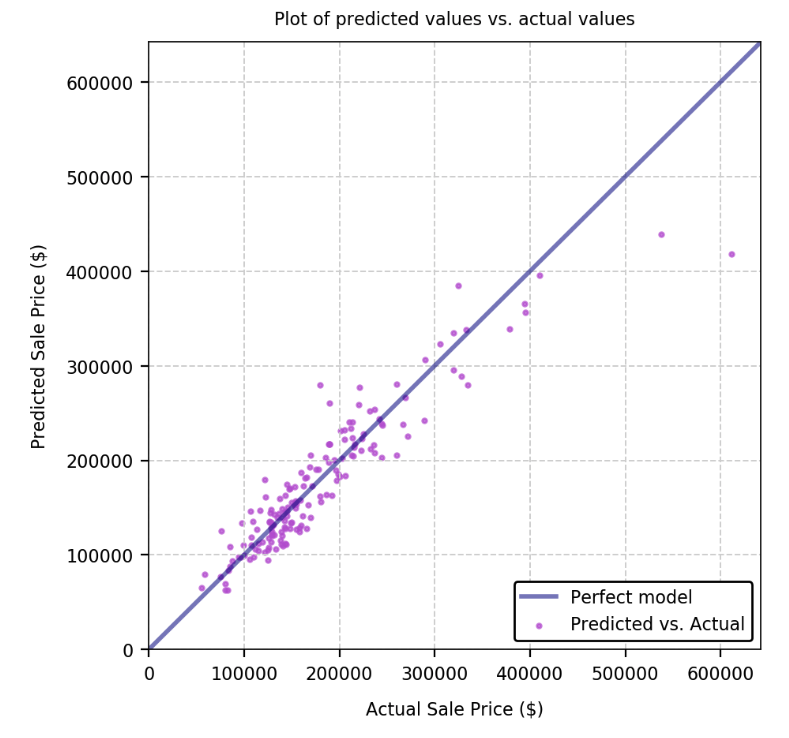 Plot of predicted values vs. actual values
600000
500000
400000
300000
200000
100000
0
Predicted Sale Price ($)
0 100000 200000 300000 400000 500000 600000
Actual Sale Price ($)
Perfect model
Predicted vs. Actual